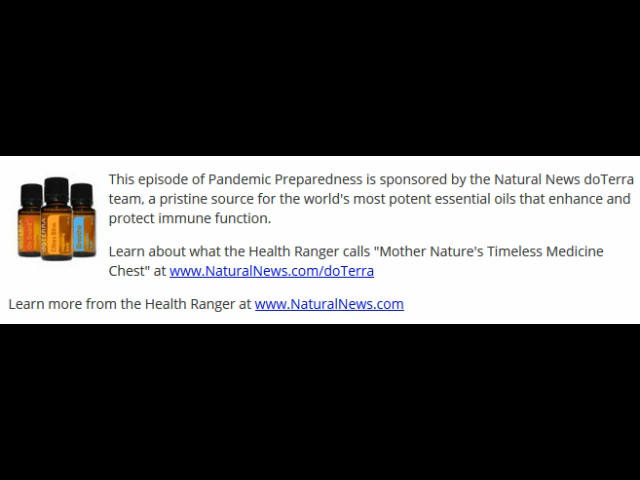 This episode of Pandemic Preparedness is sponsored by the Natural News doTerra
team, a pristine source for the world's most potent essential oils that enhance and
protect immune function.
Learn about what the Health Ranger calls "Mother Nature's Timeless Medicine
Chest" at www.NaturalNews.com/doTerra
Learn more from the Health Ranger at www.NaturalNews.com